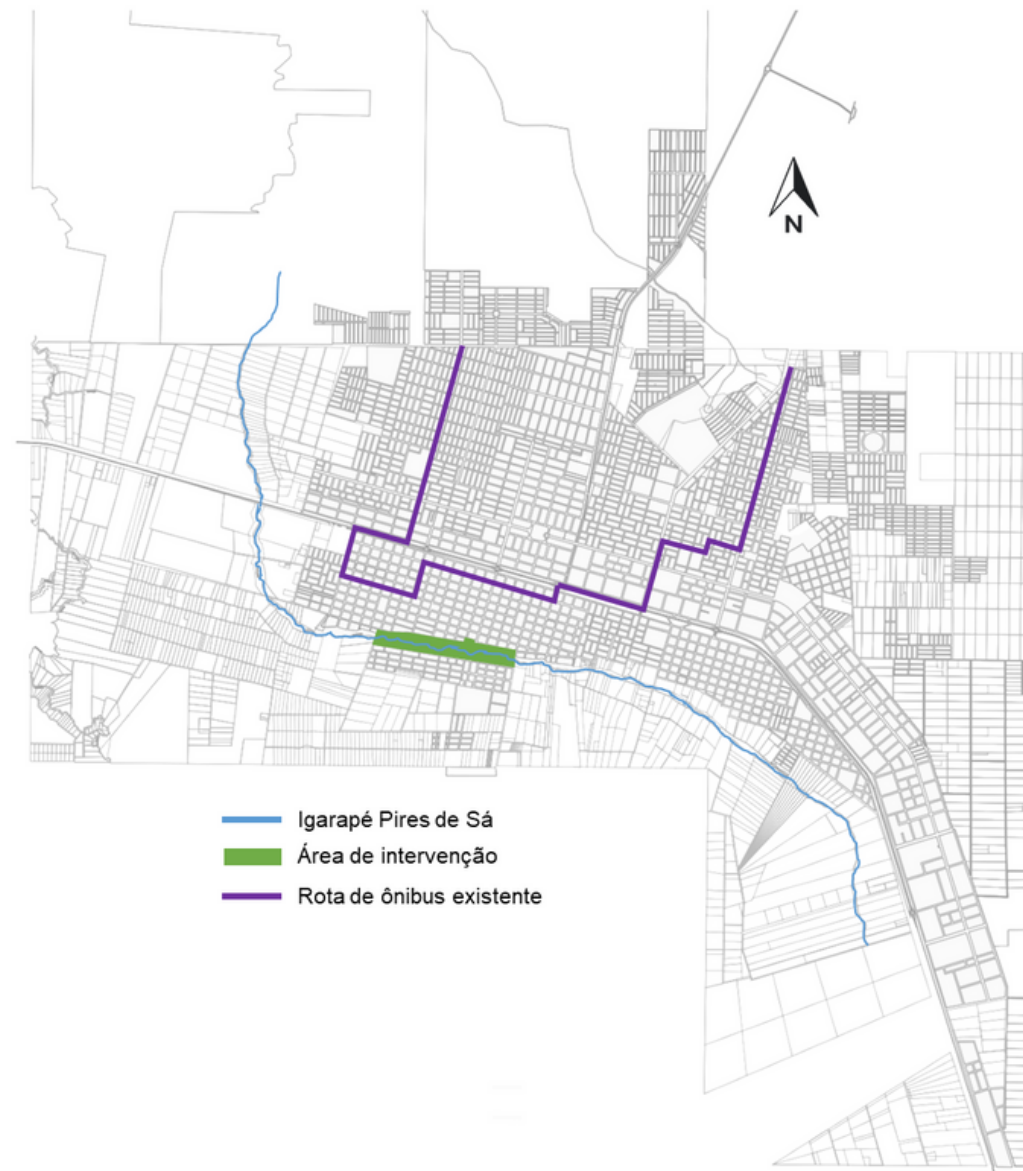 N
Igarapé Pires de Sá
Área de intervenção
Rota de ônibus existente